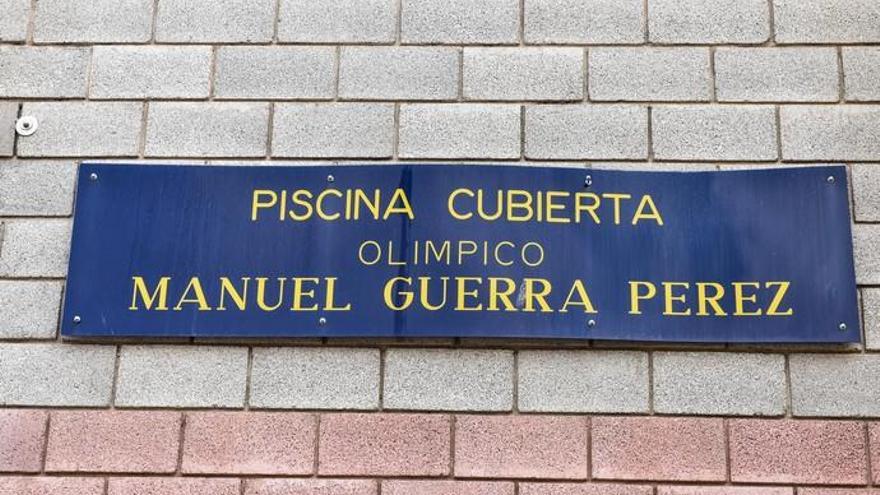 PISCINA CUBIERTA
OLIMPICO
MANUEL GUERRA PEREZ